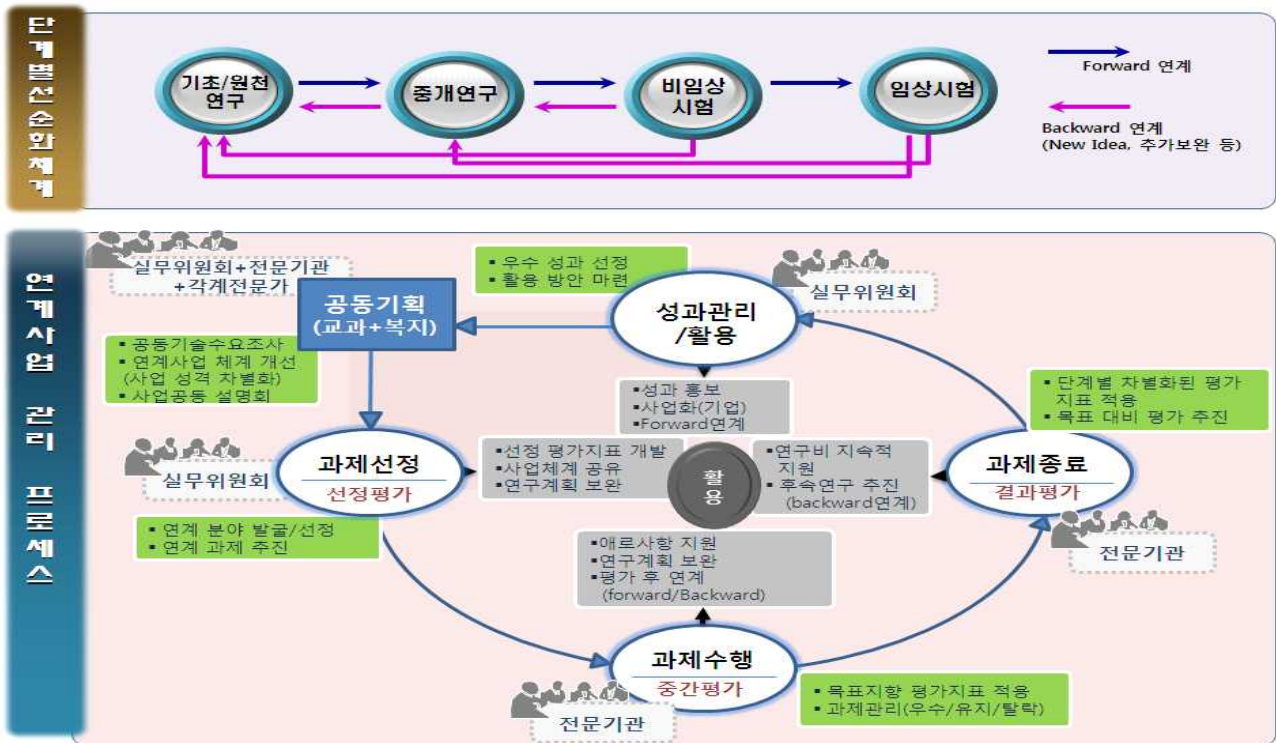 단계별선순환체계
기초/원천
연구
중개연구
비임상
시험
임상시험
Forward 연계
Backward 연계
(New Idea, 추가보완 등)
연계사업 관리 프로세스
실무위원회+전문기관
+각계전문가
공동기획
(교과+복지)
▪ 우수 성과 선정
▪ 활용 방안 마련
성과관리
/활용
실무위원회
▪ 공동기술수요조사
▪ 연계사업 체계 개선
(사업 성격 차별화)
▪ 사업공동 설명회
▪성과 홍보
▪사업화(기업)
▪Forward연계
▪ 단계별 차별화된 평가
지표 적용
▪ 목표 대비 평가 추진
실무위원회
과제선정
선정평가
▪선정 평가지표 개발
▪사업체계 공유
▪연구계획 보완
활용
▪연구비 지속적
지원
▪ 후속연구 추진
(backward연계)
과제종료
결과평가
전문기관
▪ 연계 분야 발굴/선정
▪ 연계 과제 추진
▪애로사항 지원
▪연구계획 보완
▪평가 후 연계
(forward/Backward)
과제수행
중간평가
전문기관
▪ 목표지향 평가지표 적용
▪ 과제관리(우수/유지/탈락)